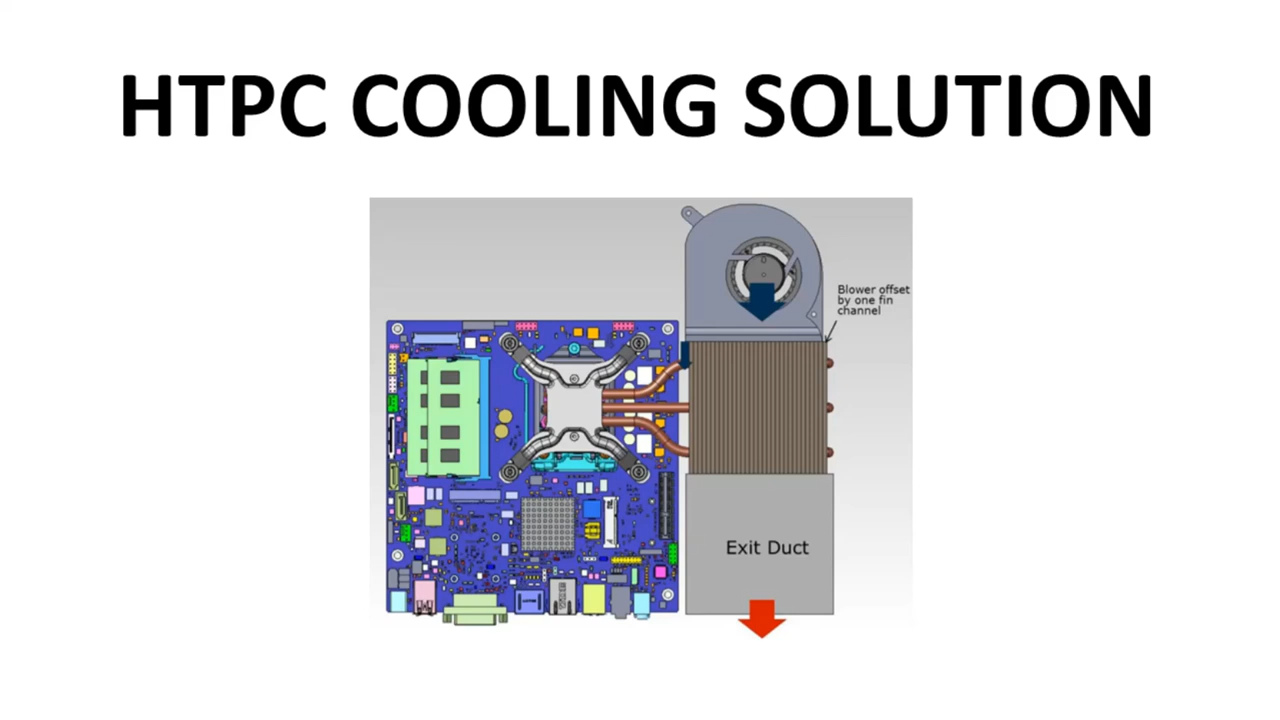 HTPC COOLING SOLUTION
Blower offset
by one fin
channel
Exit Duct